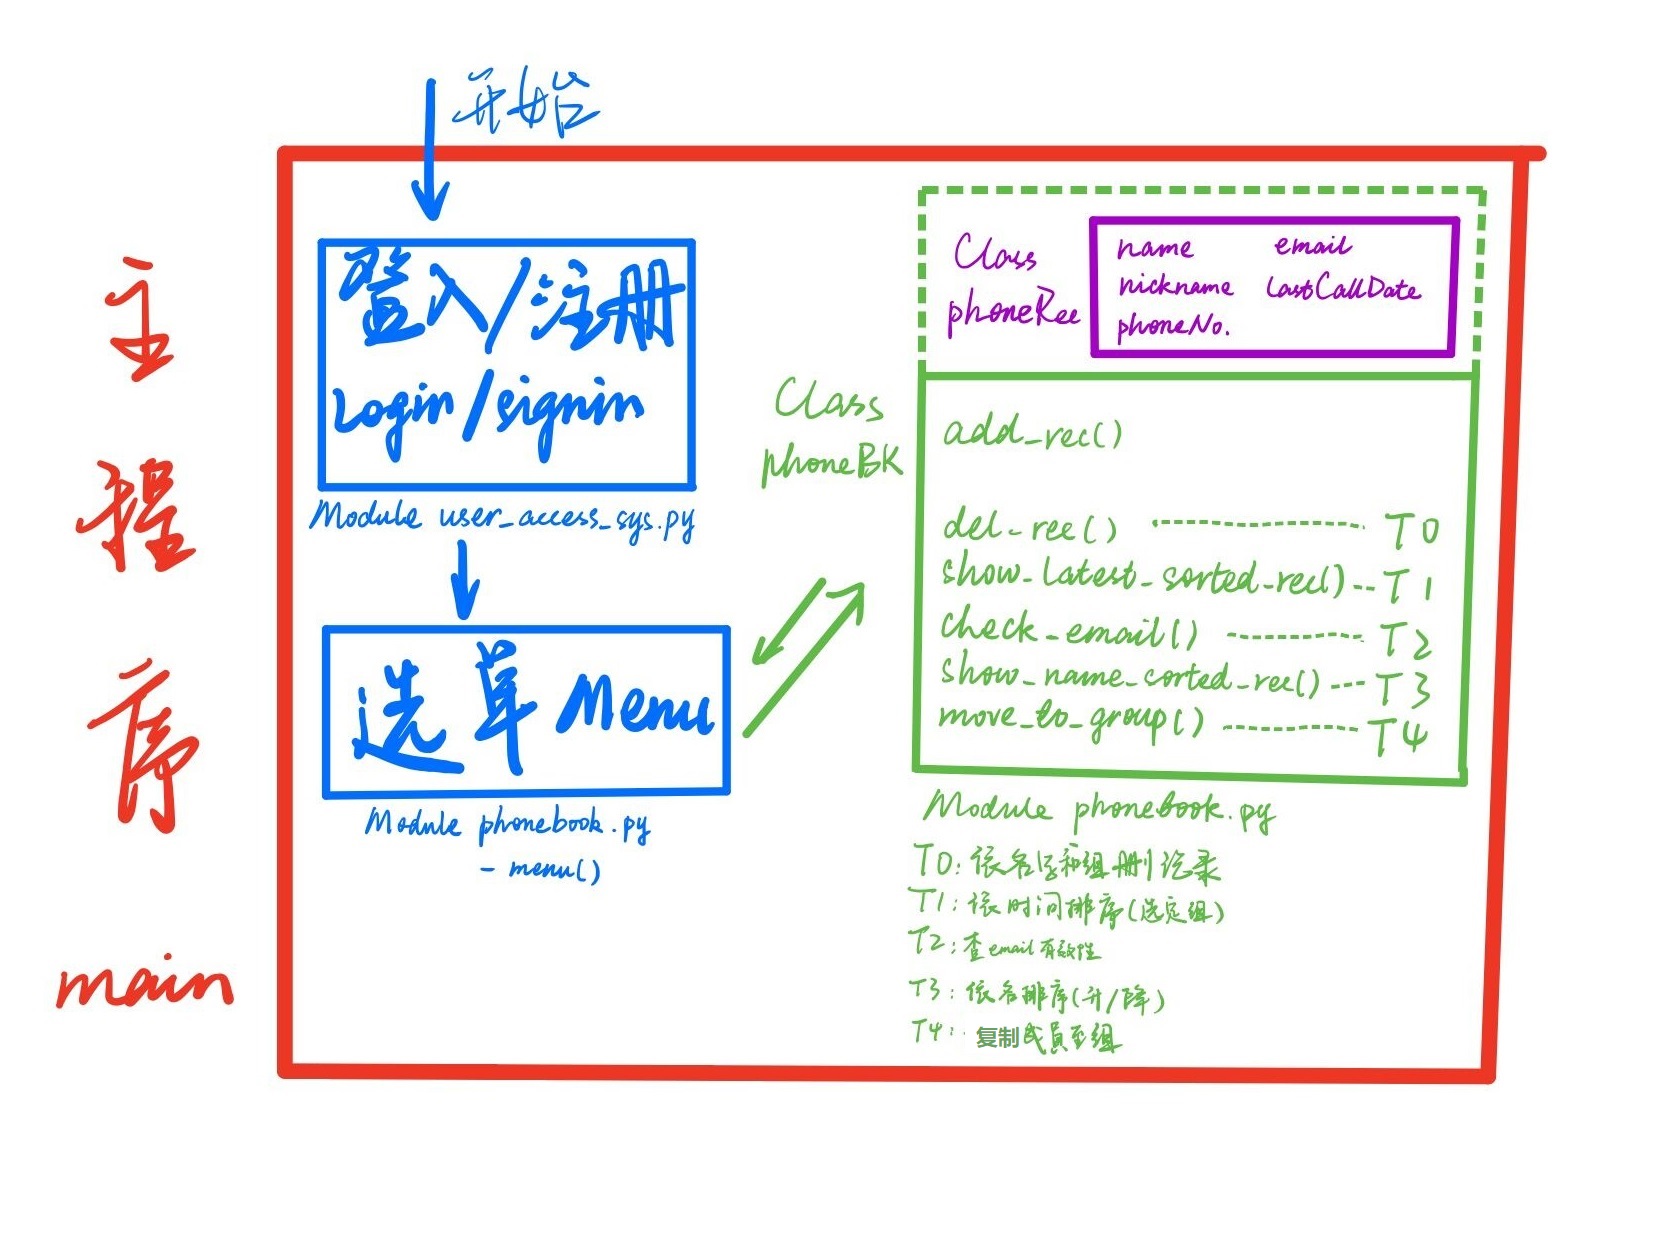 开始
主程序
main
登入/注册
Login/signin
Module user_access_sys.py
选单 Menu
Module phonebook.py
- menu()
Class
phoneBK
Class
phoneRec
name email
nickname LastCallDate
phoneNo.
add_rec()
del_rec() T0
show_latest_sorted_rec() T1
check_email() T2
show_name_sorted_rec() T3
move_to_group() T4
Module phonebook.py
T0: 依名字和组删记录
T1: 依时间排序(选定组)
T2: 查email有效性
T3: 依名排序(升/降)
T4: 复制成員至组